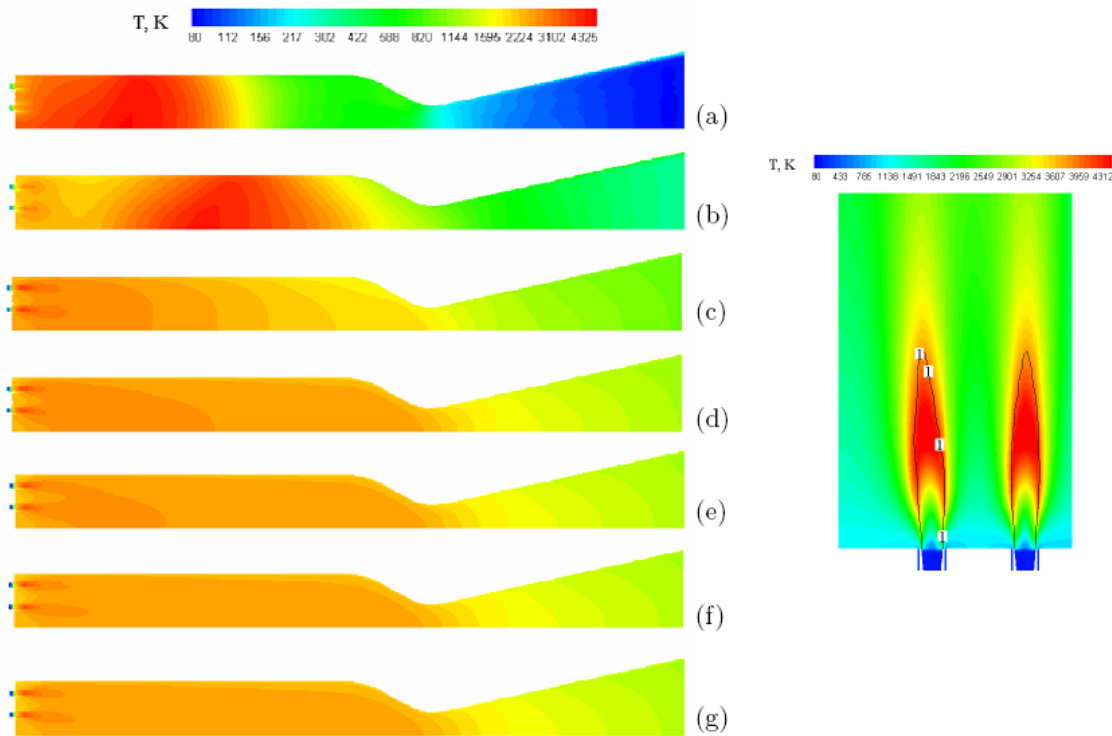 T, K
80 112 156 217 302 422 588 820 1144 1595 2224 3102 4325
(a)
(b)
(c)
(d)
(e)
(f)
(g)
T, K
80 433 785 1138 1491 1843 2196 2549 2901 3254 3607 3959 4312
1
1
1
1